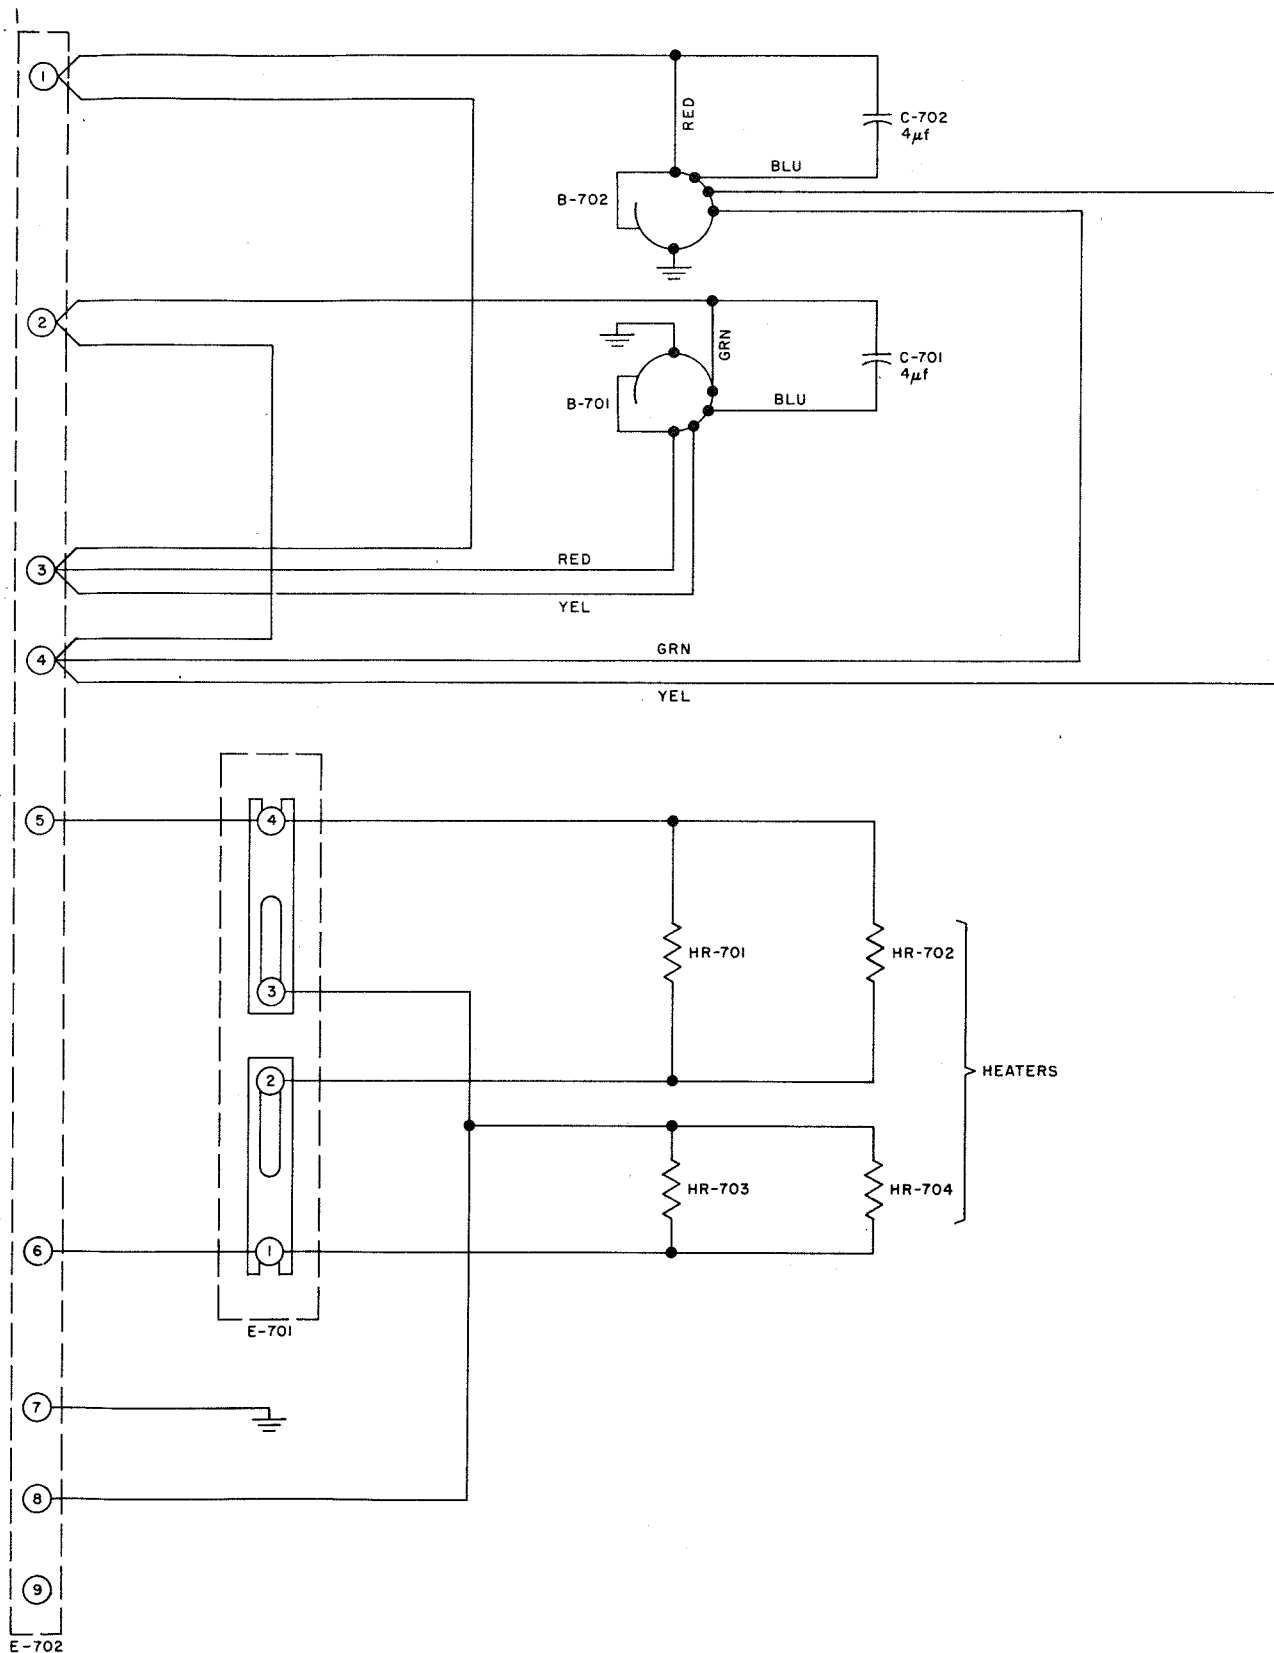 1
RED
C-702
4µf
BLU
B-702
2
GRN
C-701
4µf
B-701
BLU
3
RED
YEL
4
GRN
YEL
5
4
HR-701
HR-702
3
2
HEATERS
HR-703
HR-704
6
1
E-701
7
8
9
E-702